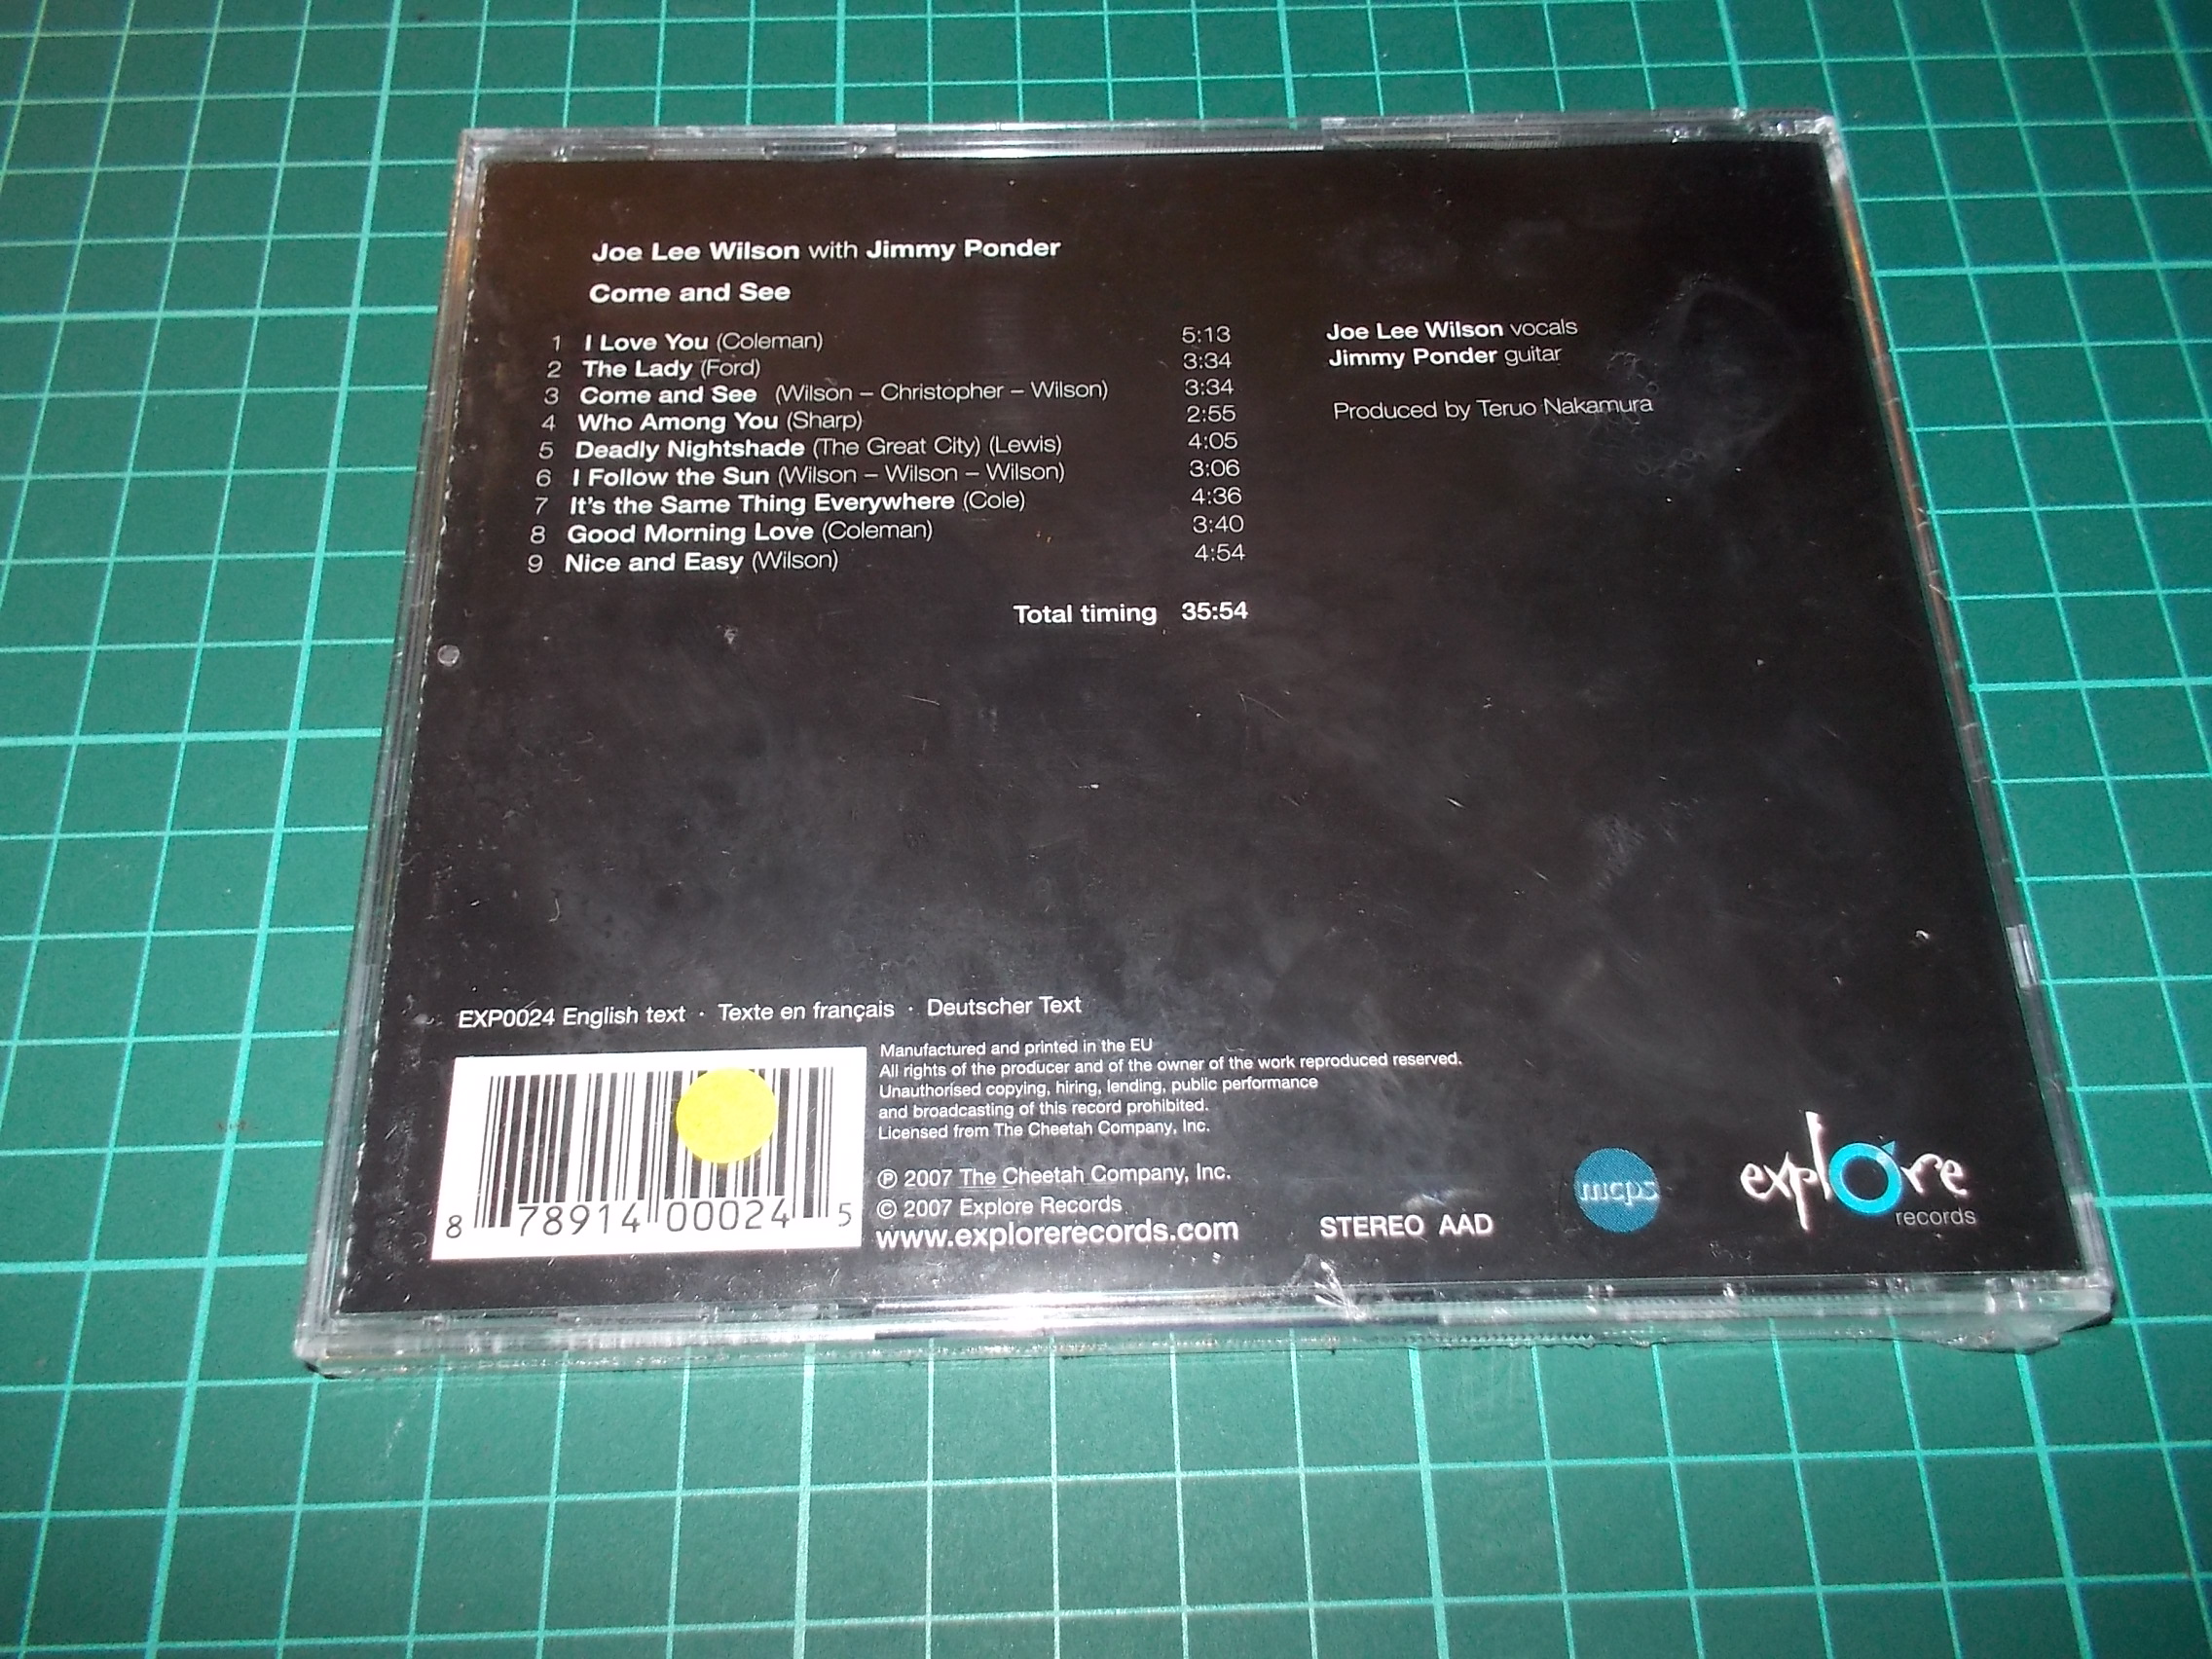 Joe Lee Wilson with Jimmy Ponder
Come and See
1 I Love You (Coleman) 5:13
2 The Lady (Ford) 3:34
3 Come and See (Wilson – Christopher – Wilson) 3:34
4 Who Among You (Sharp) 2:55
5 Deadly Nightshade (The Great City) (Lewis) 4:05
6 I Follow the Sun (Wilson – Wilson – Wilson) 3:06
7 It's the Same Thing Everywhere (Cole) 4:36
8 Good Morning Love (Coleman) 3:40
9 Nice and Easy (Wilson) 4:54
Total timing 35:54
Joe Lee Wilson vocals
Jimmy Ponder guitar
Produced by Teruo Nakamura
EXP0024 English text · Texte en français · Deutscher Text
Manufactured and printed in the EU
All rights of the producer and of the owner of the work reproduced reserved.
Unauthorised copying, hiring, lending, public performance
and broadcasting of this record prohibited.
Licensed from The Cheetah Company, Inc.
℗ 2007 The Cheetah Company, Inc.
© 2007 Explore Records
www.explorerecords.com
8 78914 00024 5
STEREO AAD
mcps
explore
records